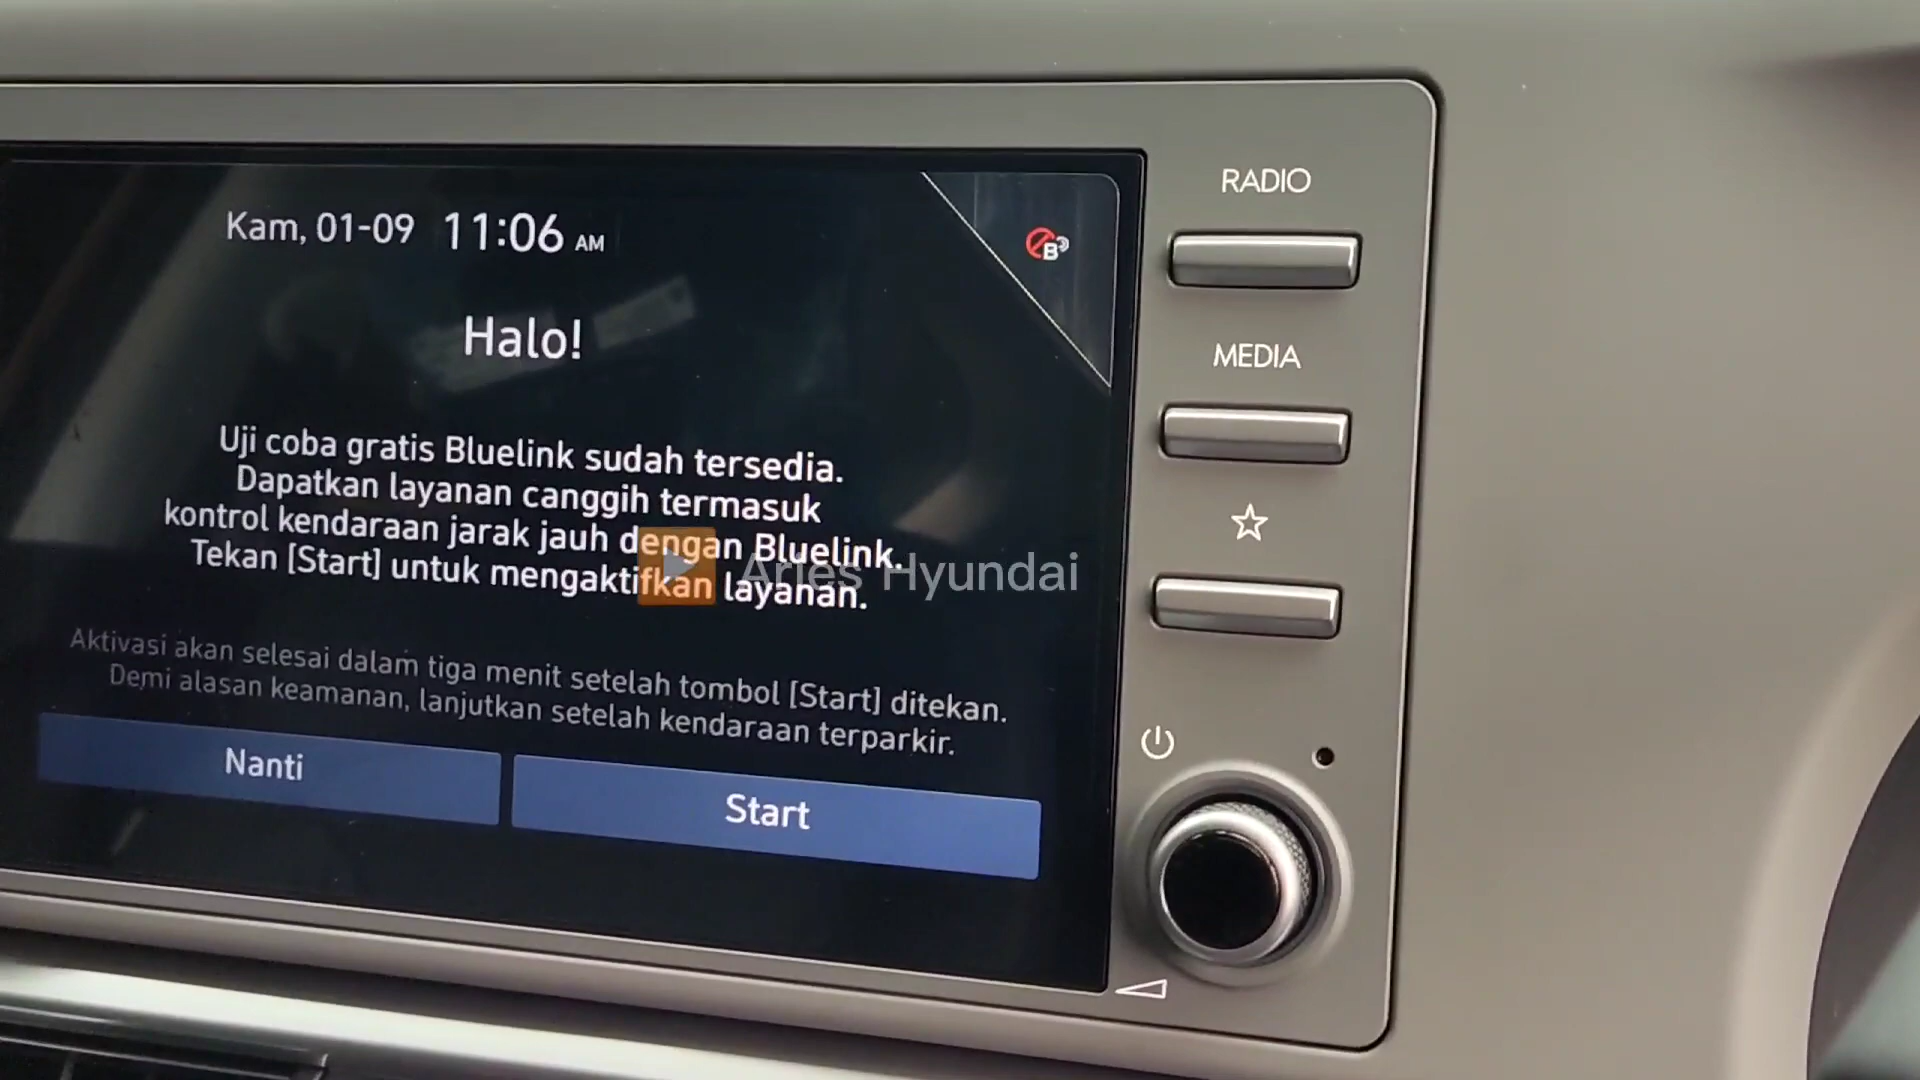 RADIO
Kam, 01-09 11:06 AM
B
MEDIA
Halo!
Uji coba gratis Bluelink sudah tersedia.
Dapatkan layanan canggih termasuk
kontrol kendaraan jarak jauh dengan Bluelink.
Tekan [Start] untuk mengaktifkan layanan.
Aries Hyundai
Aktivasi akan selesai dalam tiga menit setelah tombol [Start] ditekan.
Demi alasan keamanan, lanjutkan setelah kendaraan terparkir.
Nanti
Start